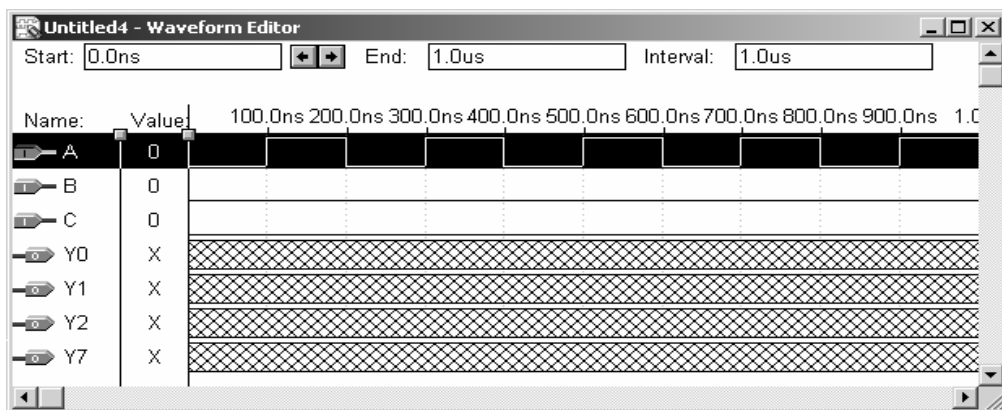 Untitled4 - Waveform Editor
Start: 0.0ns End: 1.0us Interval: 1.0us
Name: Value: 100.0ns 200.0ns 300.0ns 400.0ns 500.0ns 600.0ns 700.0ns 800.0ns 900.0ns 1.0
A 0
B 0
C 0
Y0 X
Y1 X
Y2 X
Y7 X